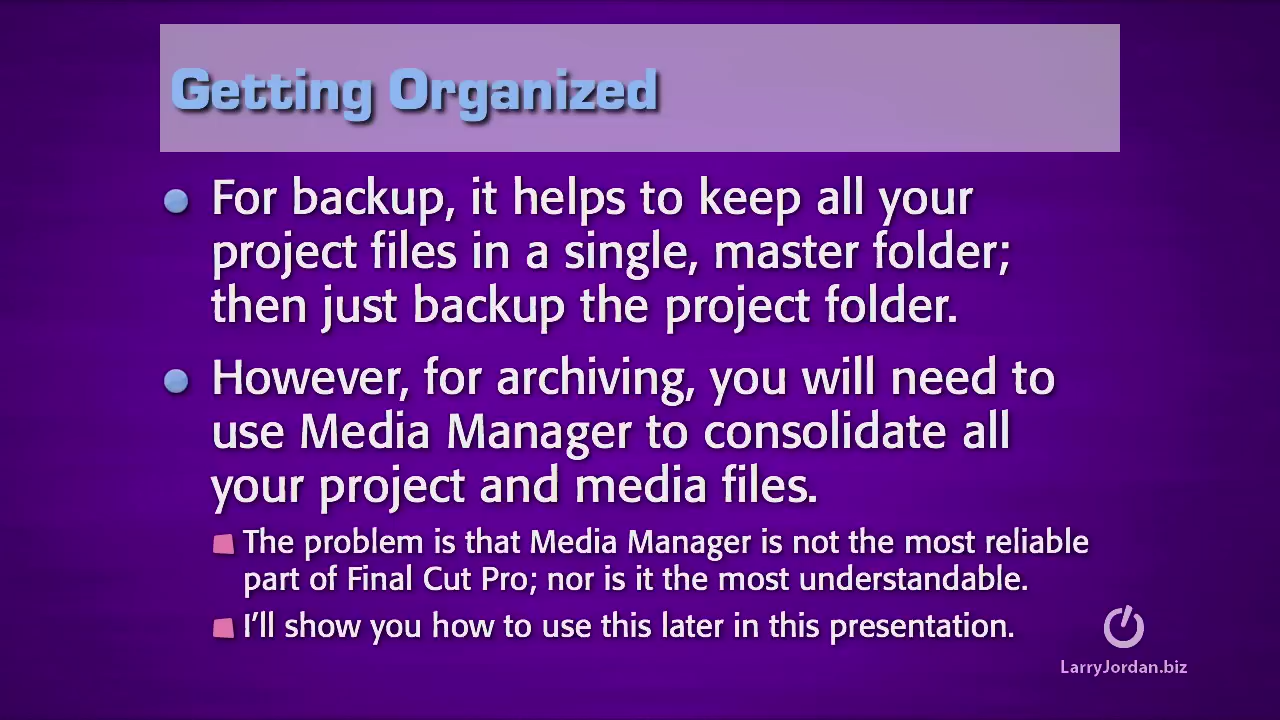 Getting Organized
For backup, it helps to keep all your
project files in a single, master folder;
then just backup the project folder.
However, for archiving, you will need to
use Media Manager to consolidate all
your project and media files.
The problem is that Media Manager is not the most reliable
part of Final Cut Pro; nor is it the most understandable.
I'll show you how to use this later in this presentation.
LarryJordan.biz